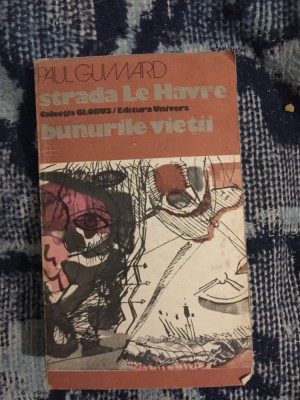 PAUL GUIMARD
strada Le Havre
Colecția GLOBUS/Editura Univers
bunurile vieții